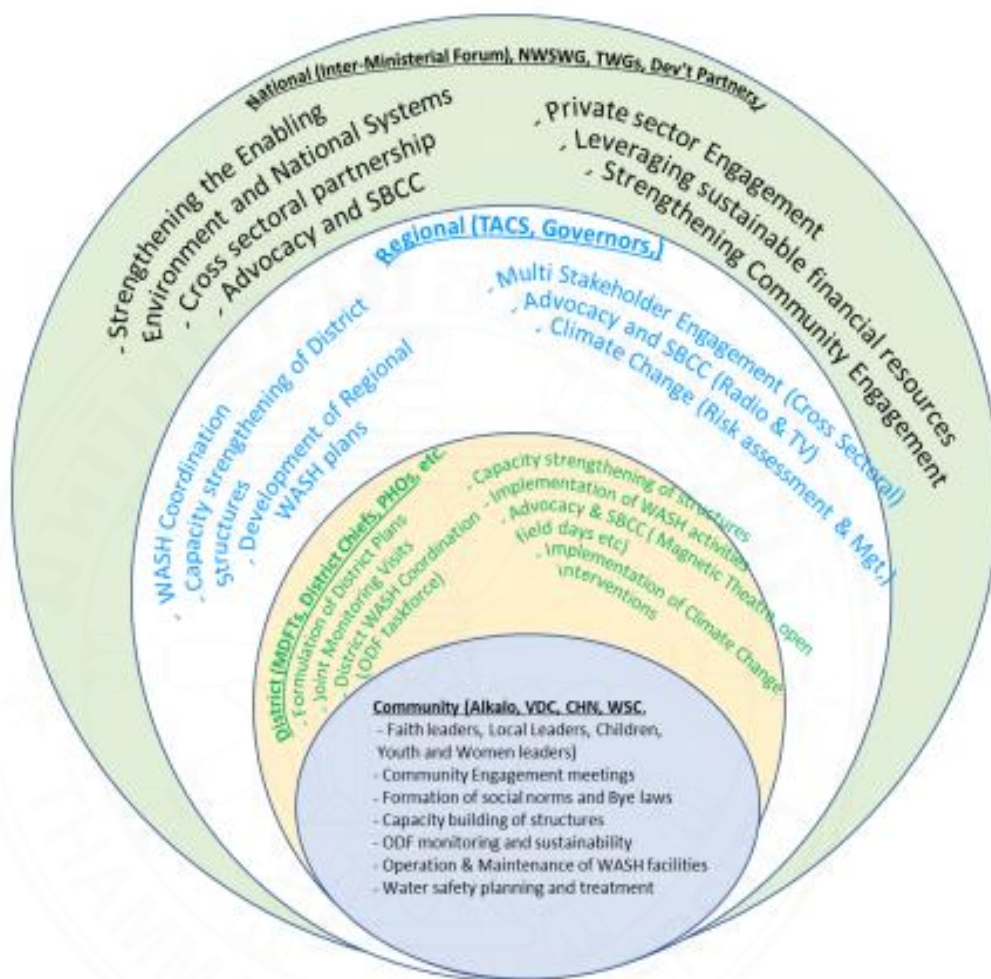 National (Inter-Ministerial Forum), NWSWG, TWGs, Dev't Partners/
- Strengthening the Enabling
Environment and National Systems
- Cross sectoral partnership
- Advocacy and SBCC
- Private sector Engagement
- Leveraging sustainable financial resources
- Strengthening Community Engagement
Regional (TACS, Governors,)
- WASH Coordination
- Capacity strengthening of District
Structures
- Development of Regional
WASH plans
- Multi Stakeholder Engagement (Cross Sectoral)
- Advocacy and SBCC (Radio & TV)
- Climate Change (Risk assessment & Mgt,)
District (MDFTs, District Chiefs, PHOs, etc.
- Formulation of District Plans
- Joint Monitoring Visits
- District WASH Coordination
(ODF taskforce)
- Capacity strengthening of structures
- Implementation of WASH activities
- Advocacy & SBCC ( Magnetic Theatre, open
field days etc)
- Implementation of Climate Change
interventions
Community (Alkalo, VDC, CHN, WSC.
- Faith leaders, Local Leaders, Children,
Youth and Women leaders)
- Community Engagement meetings
- Formation of social norms and Bye laws
- Capacity building of structures
- ODF monitoring and sustainability
- Operation & Maintenance of WASH facilities
- Water safety planning and treatment